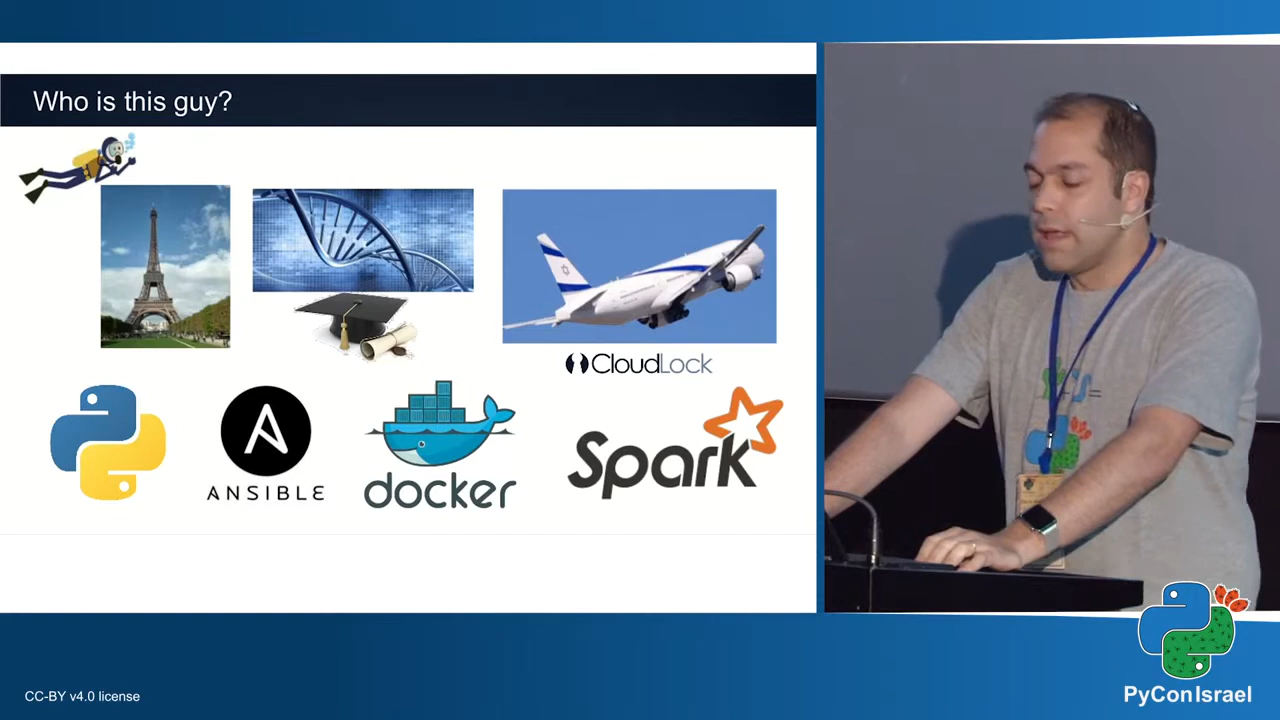 Who is this guy?
CloudLock
ANSIBLE
docker
Spark
CC-BY v4.0 license
PyConIsrael